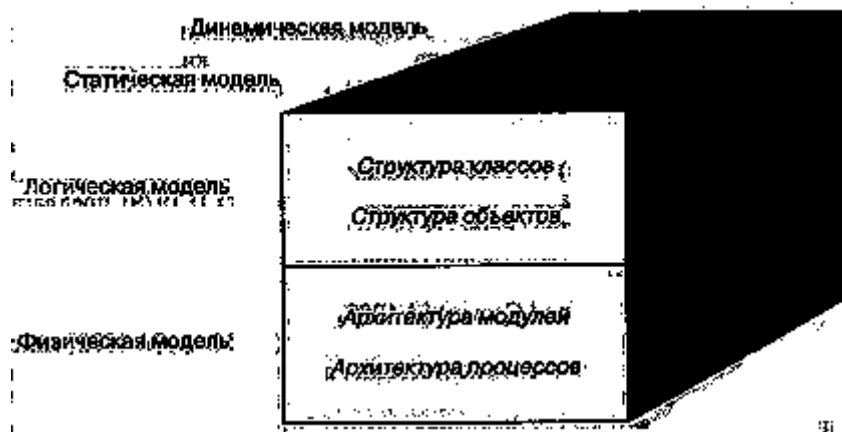 Динамическая модель
Статическая модель
Логическая модель
Структура классов
Структура объектов
Физическая модель
Архитектура модулей
Архитектура процессов